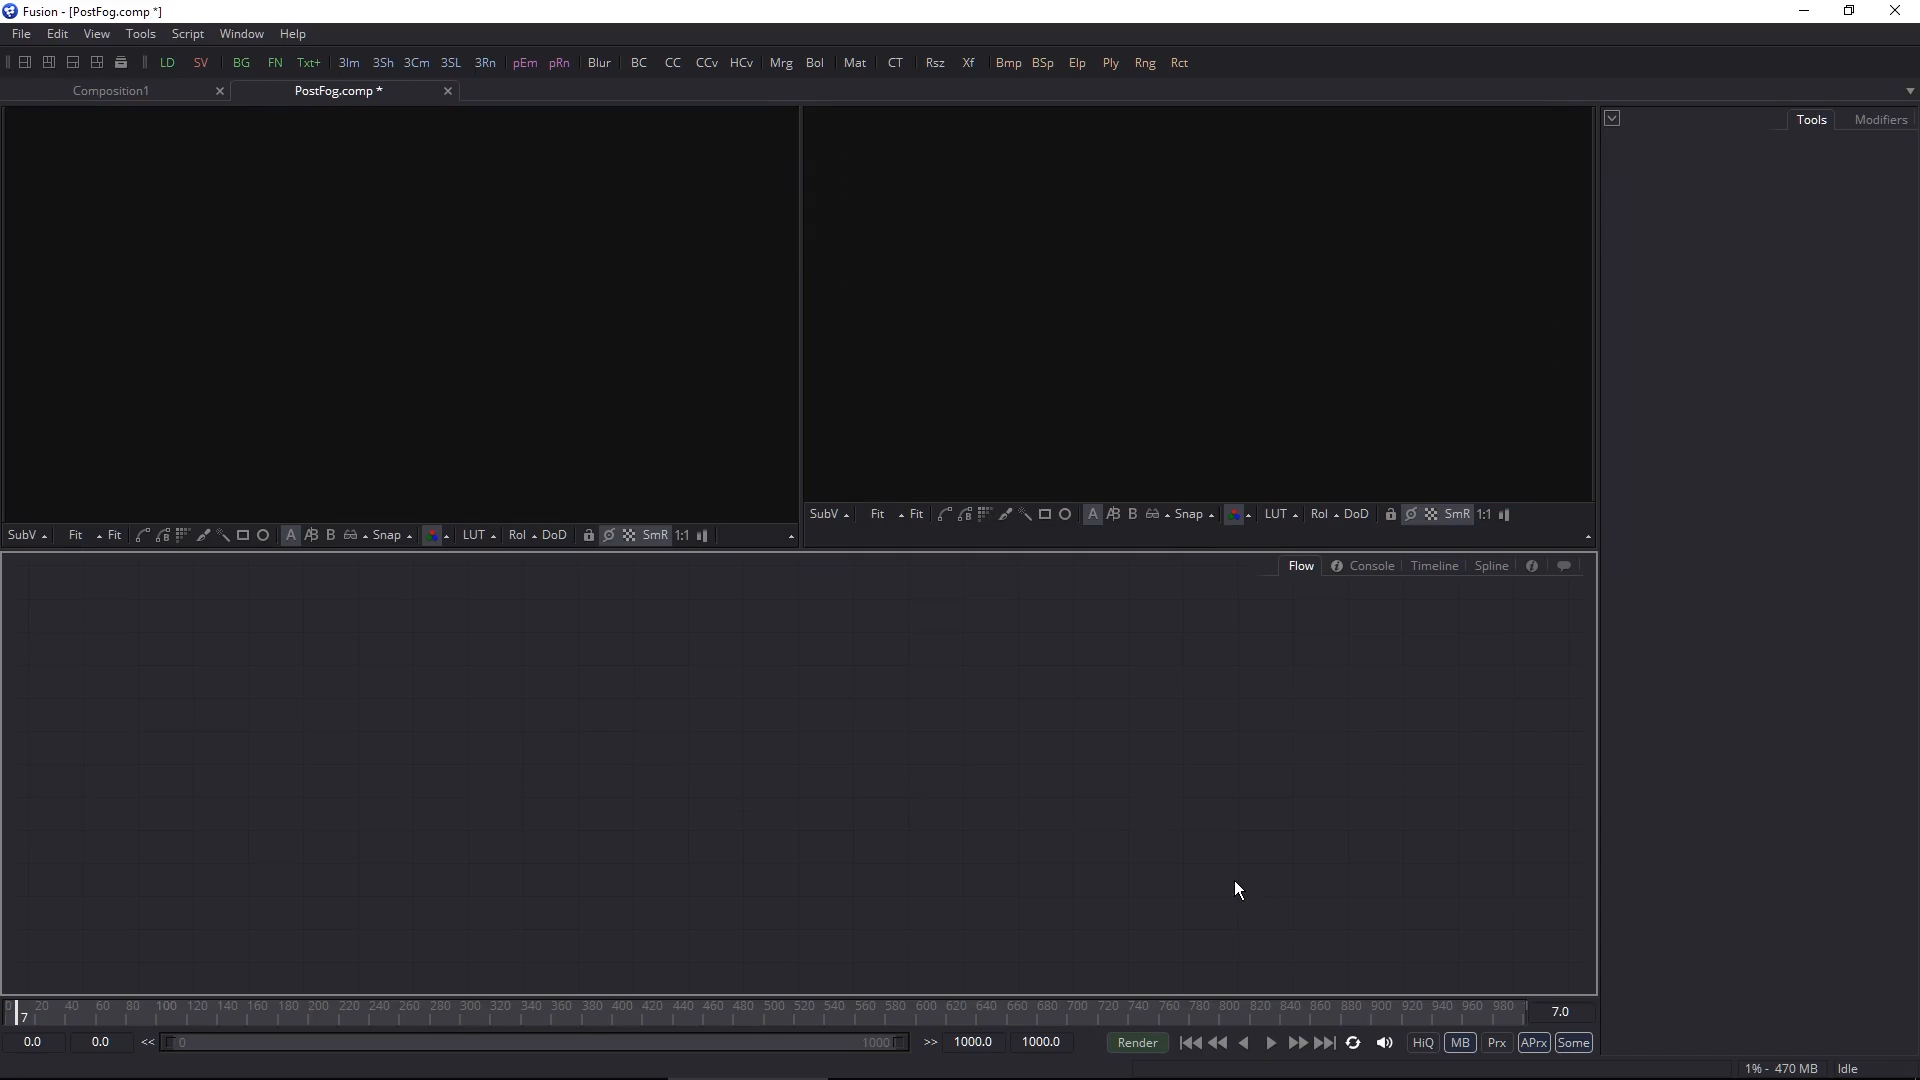 Fusion - [PostFog.comp *]
File Edit View Tools Script Window Help
LD SV BG FN Txt+ 3Im 3Sh 3Cm 3SL 3Rn pEm pRn Blur BC CC CCv HCv Mrg Bol Mat CT Rsz Xf Bmp BSp Elp Ply Rng Rct
Composition1 PostFog.comp *
Tools Modifiers
SubV Fit Fit A AB B Snap LUT RoI DoD SmR 1:1
SubV Fit Fit A AB B Snap LUT RoI DoD SmR 1:1
Flow Console Timeline Spline
0 20 40 60 80 100 120 140 160 180 200 220 240 260 280 300 320 340 360 380 400 420 440 460 480 500 520 540 560 580 600 620 640 660 680 700 720 740 760 780 800 820 840 860 880 900 920 940 960 980
7 7.0
0.0 0.0 << 0 1000 >> 1000.0 1000.0 Render HiQ MB Prx APrx Some
1% - 470 MB Idle